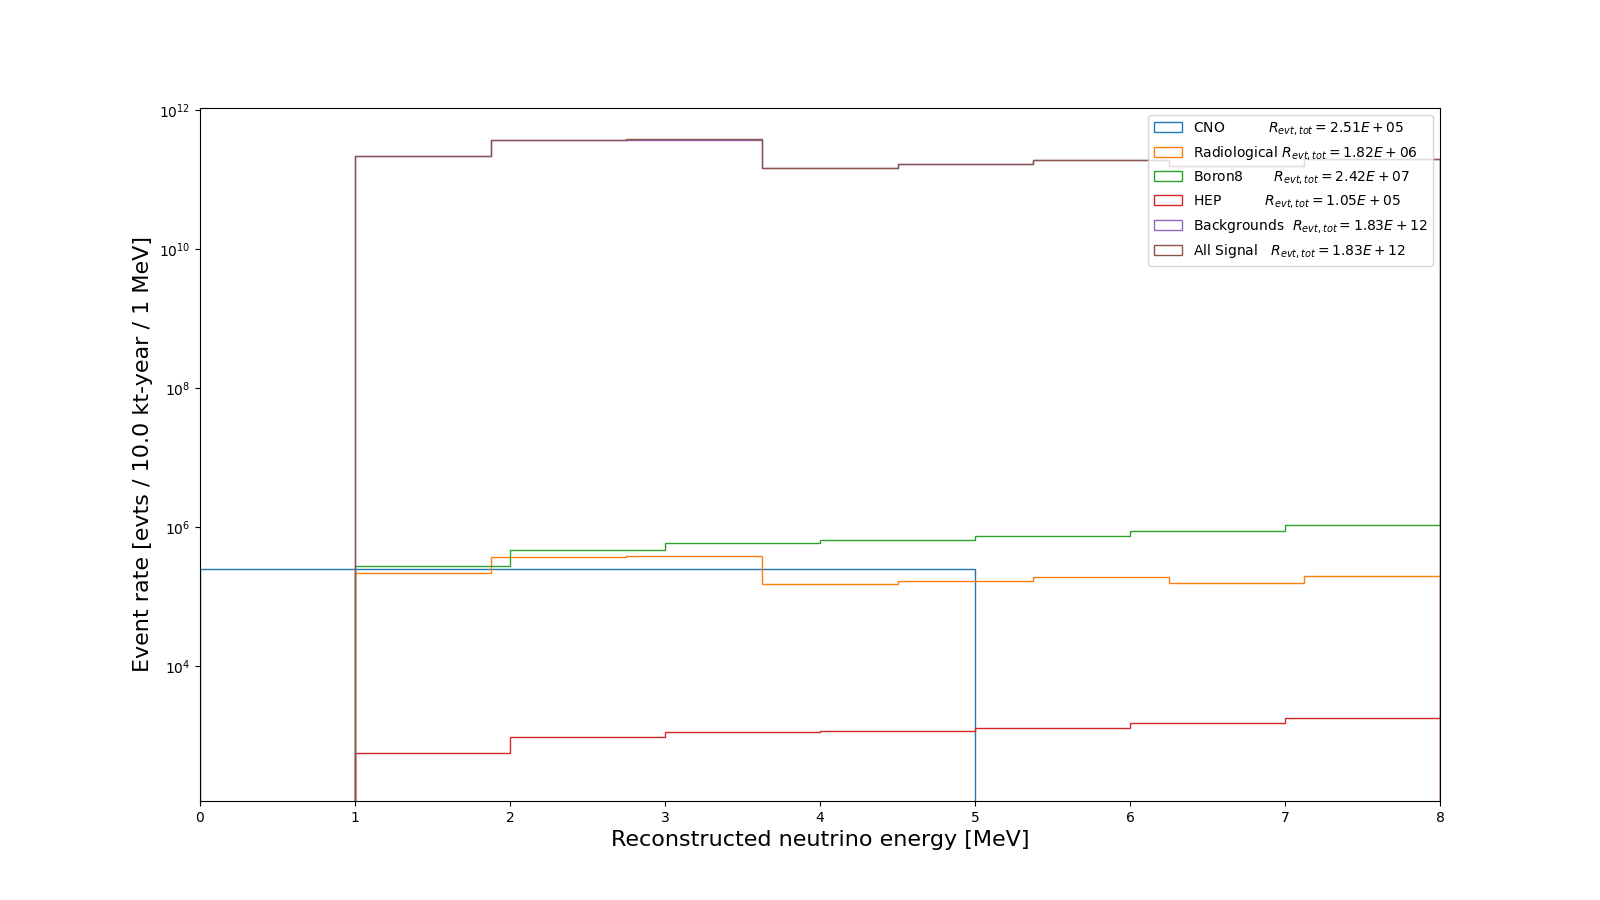 10^12
10^10
10^8
10^6
10^4
Event rate [evts / 10.0 kt-year / 1 MeV]
CNO R_evt,tot = 2.51E + 05
Radiological R_evt,tot = 1.82E + 06
Boron8 R_evt,tot = 2.42E + 07
HEP R_evt,tot = 1.05E + 05
Backgrounds R_evt,tot = 1.83E + 12
All Signal R_evt,tot = 1.83E + 12
0 1 2 3 4 5 6 7 8
Reconstructed neutrino energy [MeV]